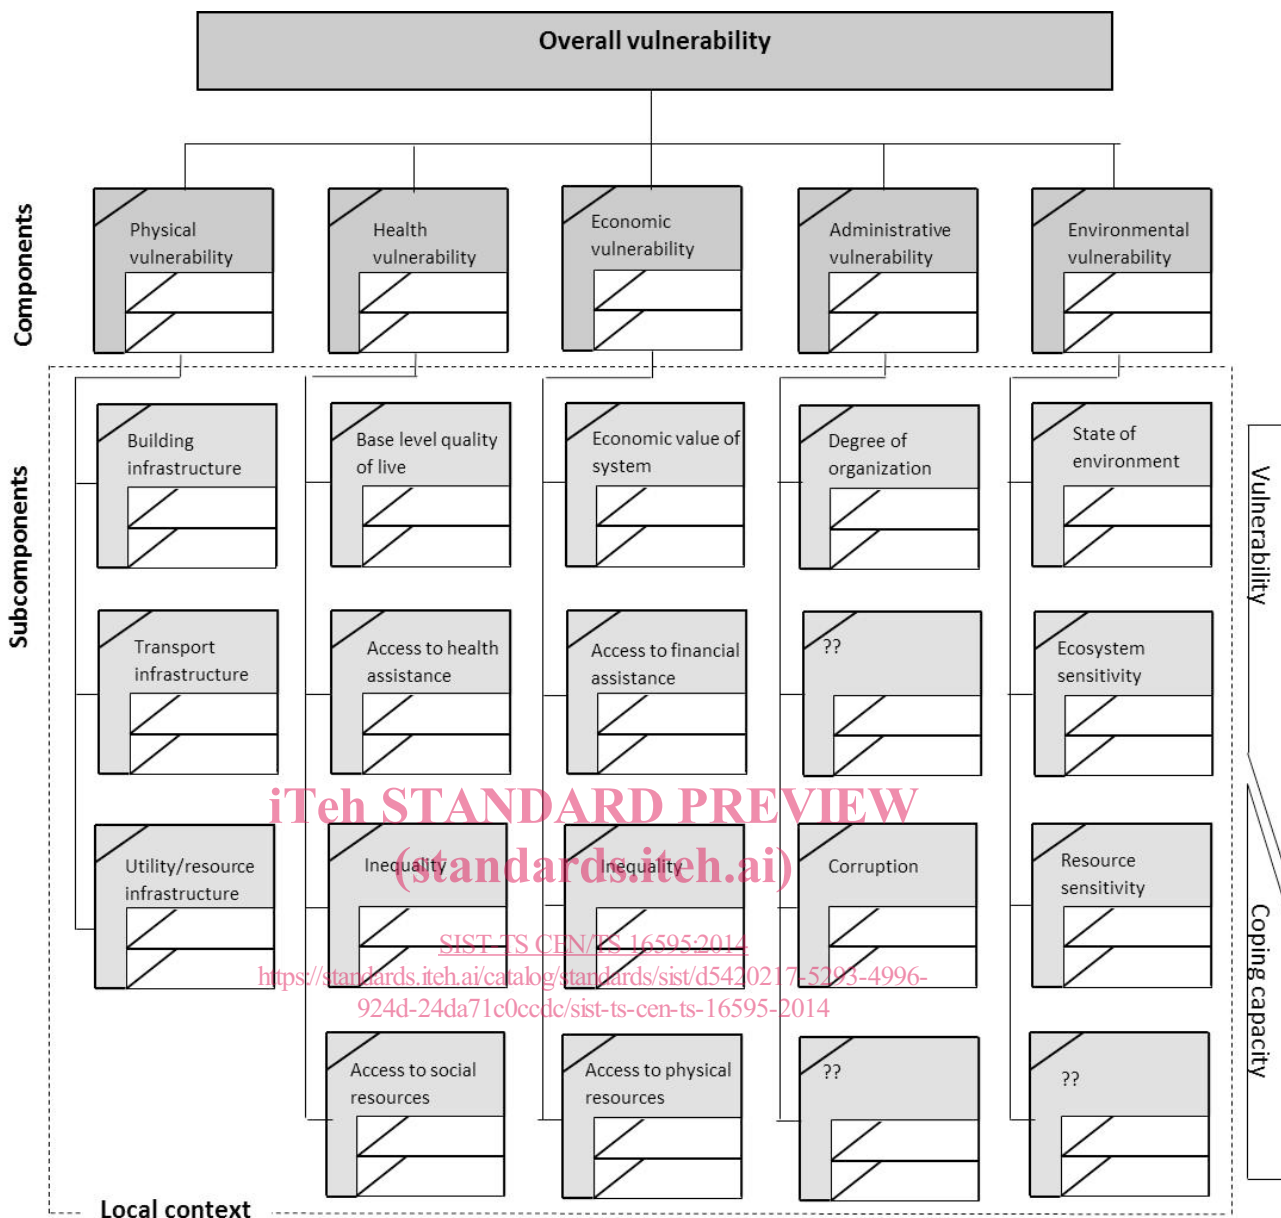 Overall vulnerability
Components
Physical
vulnerability
Health
vulnerability
Economic
vulnerability
Administrative
vulnerability
Environmental
vulnerability
Subcomponents
Building
infrastructure
Base level quality
of live
Economic value of
system
Degree of
organization
State of
environment
Vulnerability
Transport
infrastructure
Access to health
assistance
Access to financial
assistance
??
Ecosystem
sensitivity
iTeh STANDARD PREVIEW
(standards.iteh.ai)
Utility/resource
infrastructure
Inequality
Inequality
Corruption
Resource
sensitivity
Coping capacity
SIST-TS CEN/TS 16595:2014
https://standards.iteh.ai/catalog/standards/sist/d5420217-5293-4996-
924d-24da71c0ccdc/sist-ts-cen-ts-16595-2014
Access to social
resources
Access to physical
resources
??
??
Local context